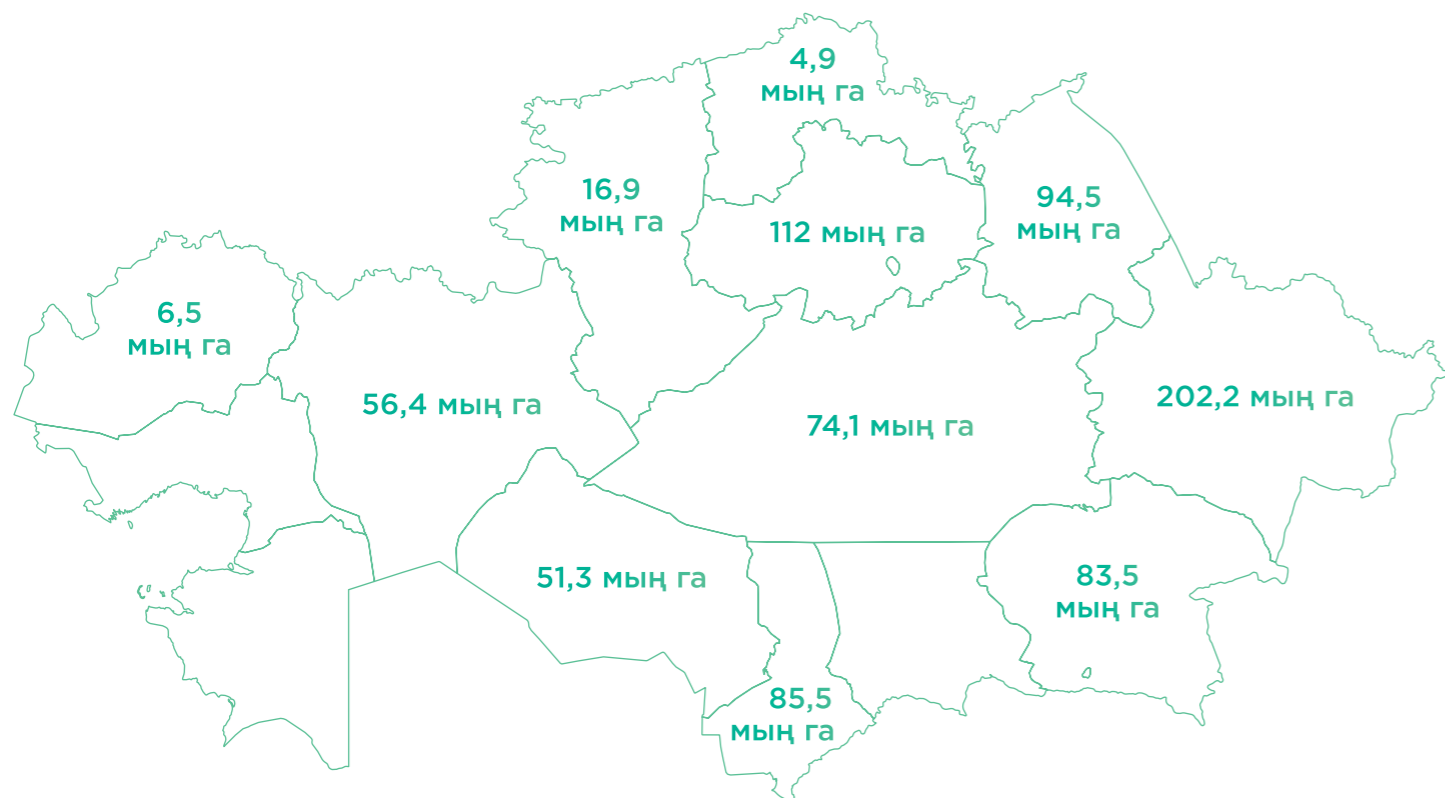 4,9
мың га
16,9
мың га
94,5
мың га
112 мың га
6,5
мың га
56,4 мың га
202,2 мың га
74,1 мың га
51,3 мың га
83,5
мың га
85,5
мың га